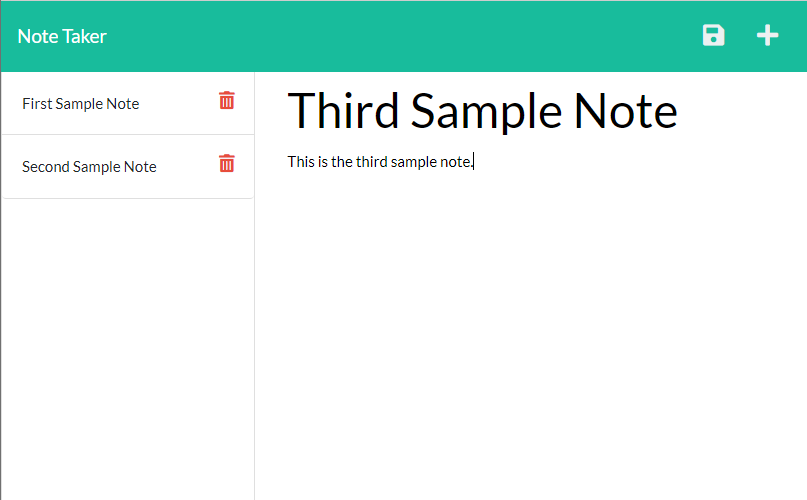 Note Taker
First Sample Note
Second Sample Note
Third Sample Note
This is the third sample note.